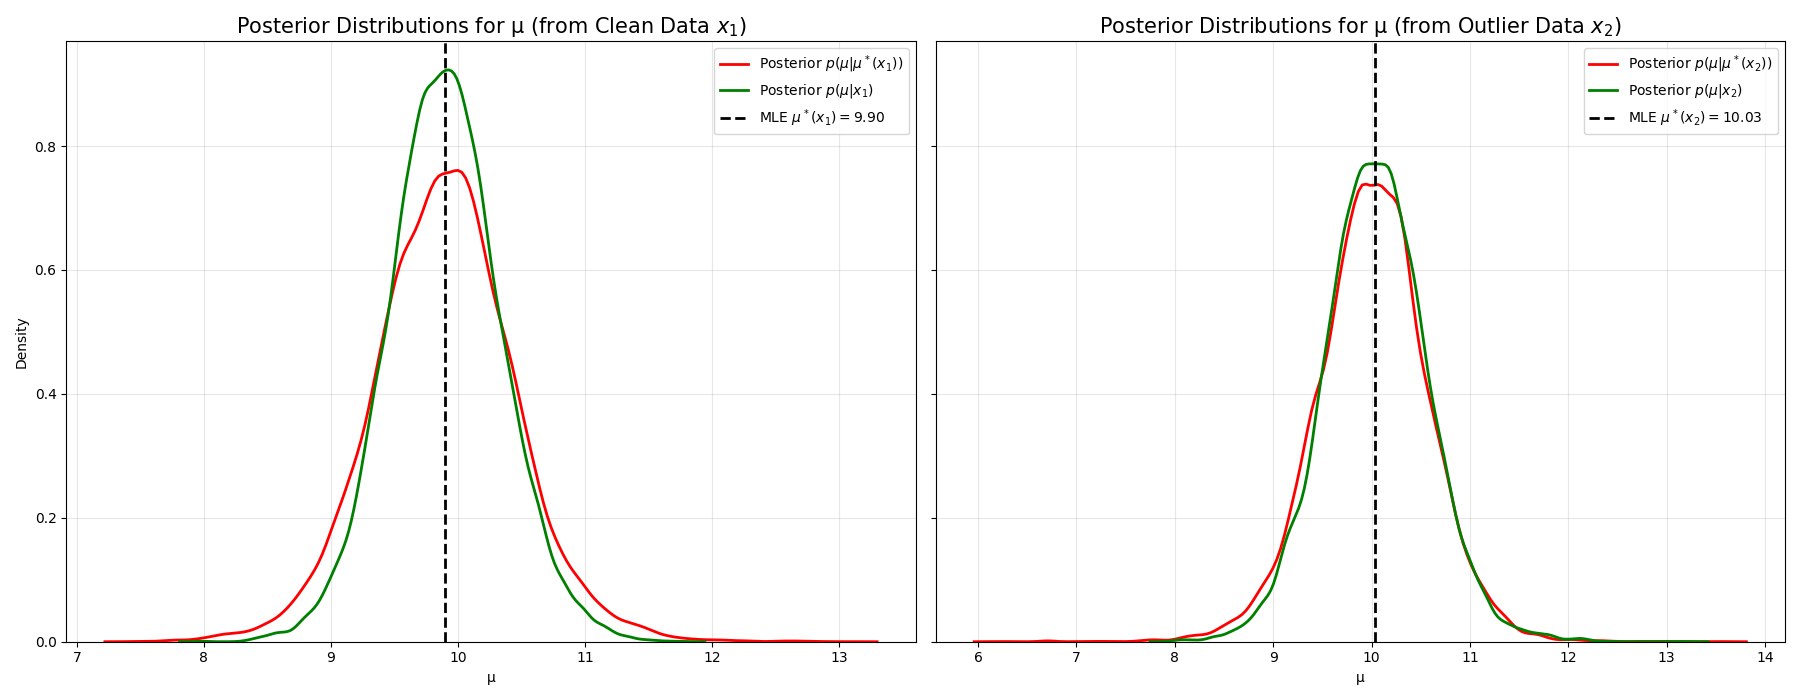 Posterior Distributions for μ (from Clean Data x₁)
Posterior p(μ|μ*(x₁))
Posterior p(μ|x₁)
MLE μ*(x₁) = 9.90
Density
0.8
0.6
0.4
0.2
0.0
7 8 9 10 11 12 13
μ
Posterior Distributions for μ (from Outlier Data x₂)
Posterior p(μ|μ*(x₂))
Posterior p(μ|x₂)
MLE μ*(x₂) = 10.03
6 7 8 9 10 11 12 13 14
μ